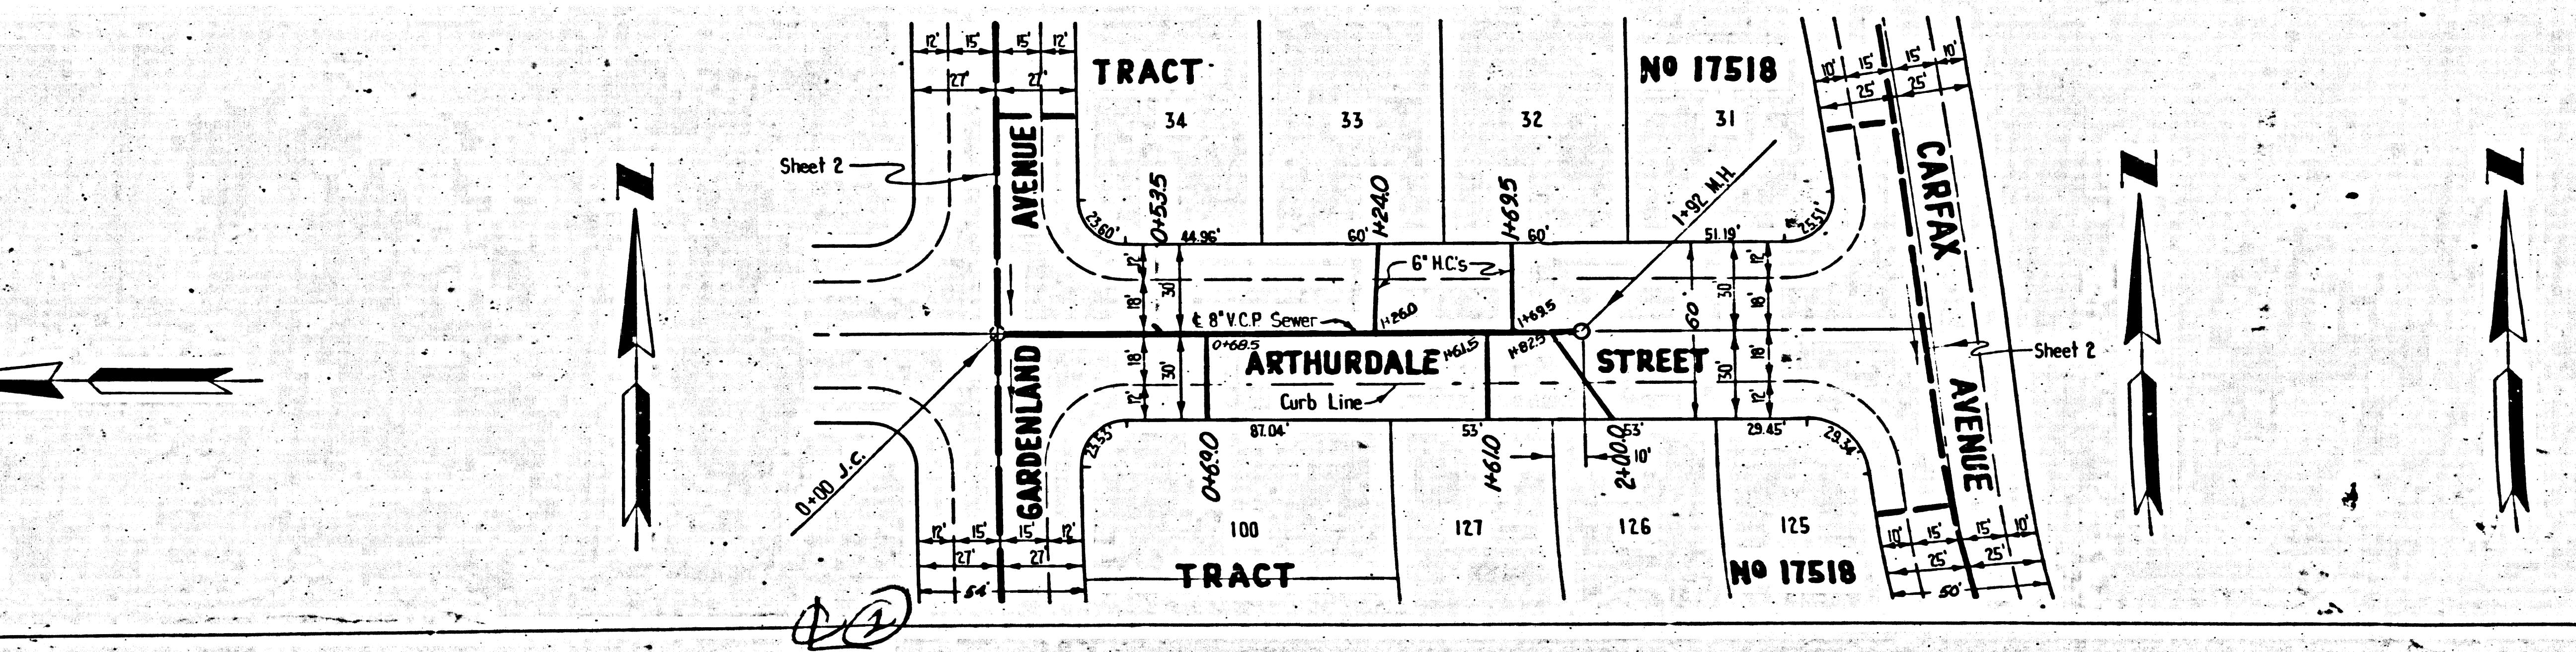 12' 15' 15' 12'
27' 27'
TRACT
Nº 17518
10' 15' 15' 10'
25' 25'
34 33 32 31
AVENUE
CARFAX
Sheet 2
N N N
0+53.5 1+24.0 1+69.5
1+92 M.H.
23.60' 44.96' 60' 60' 51.19' 25.51'
12' 30' 18'
6" H.C.'s
60' 30' 12' 18'
℄ 8" V.C.P. Sewer
1+26.0 1+69.5
0+68.5 1+61.5 1+82.5
ARTHURDALE STREET
18' 30' 12'
30' 18' 12'
Curb Line
Sheet 2
GARDENLAND
AVENUE
0+00 J.C.
23.53' 87.04' 53' 53' 29.45' 29.34'
0+69.0 1+61.0 2+00.0
10'
100 127 126 125
12' 15' 15' 12'
27' 27'
54'
TRACT
Nº 17518
10' 15' 15' 10'
25' 25'
50'
1